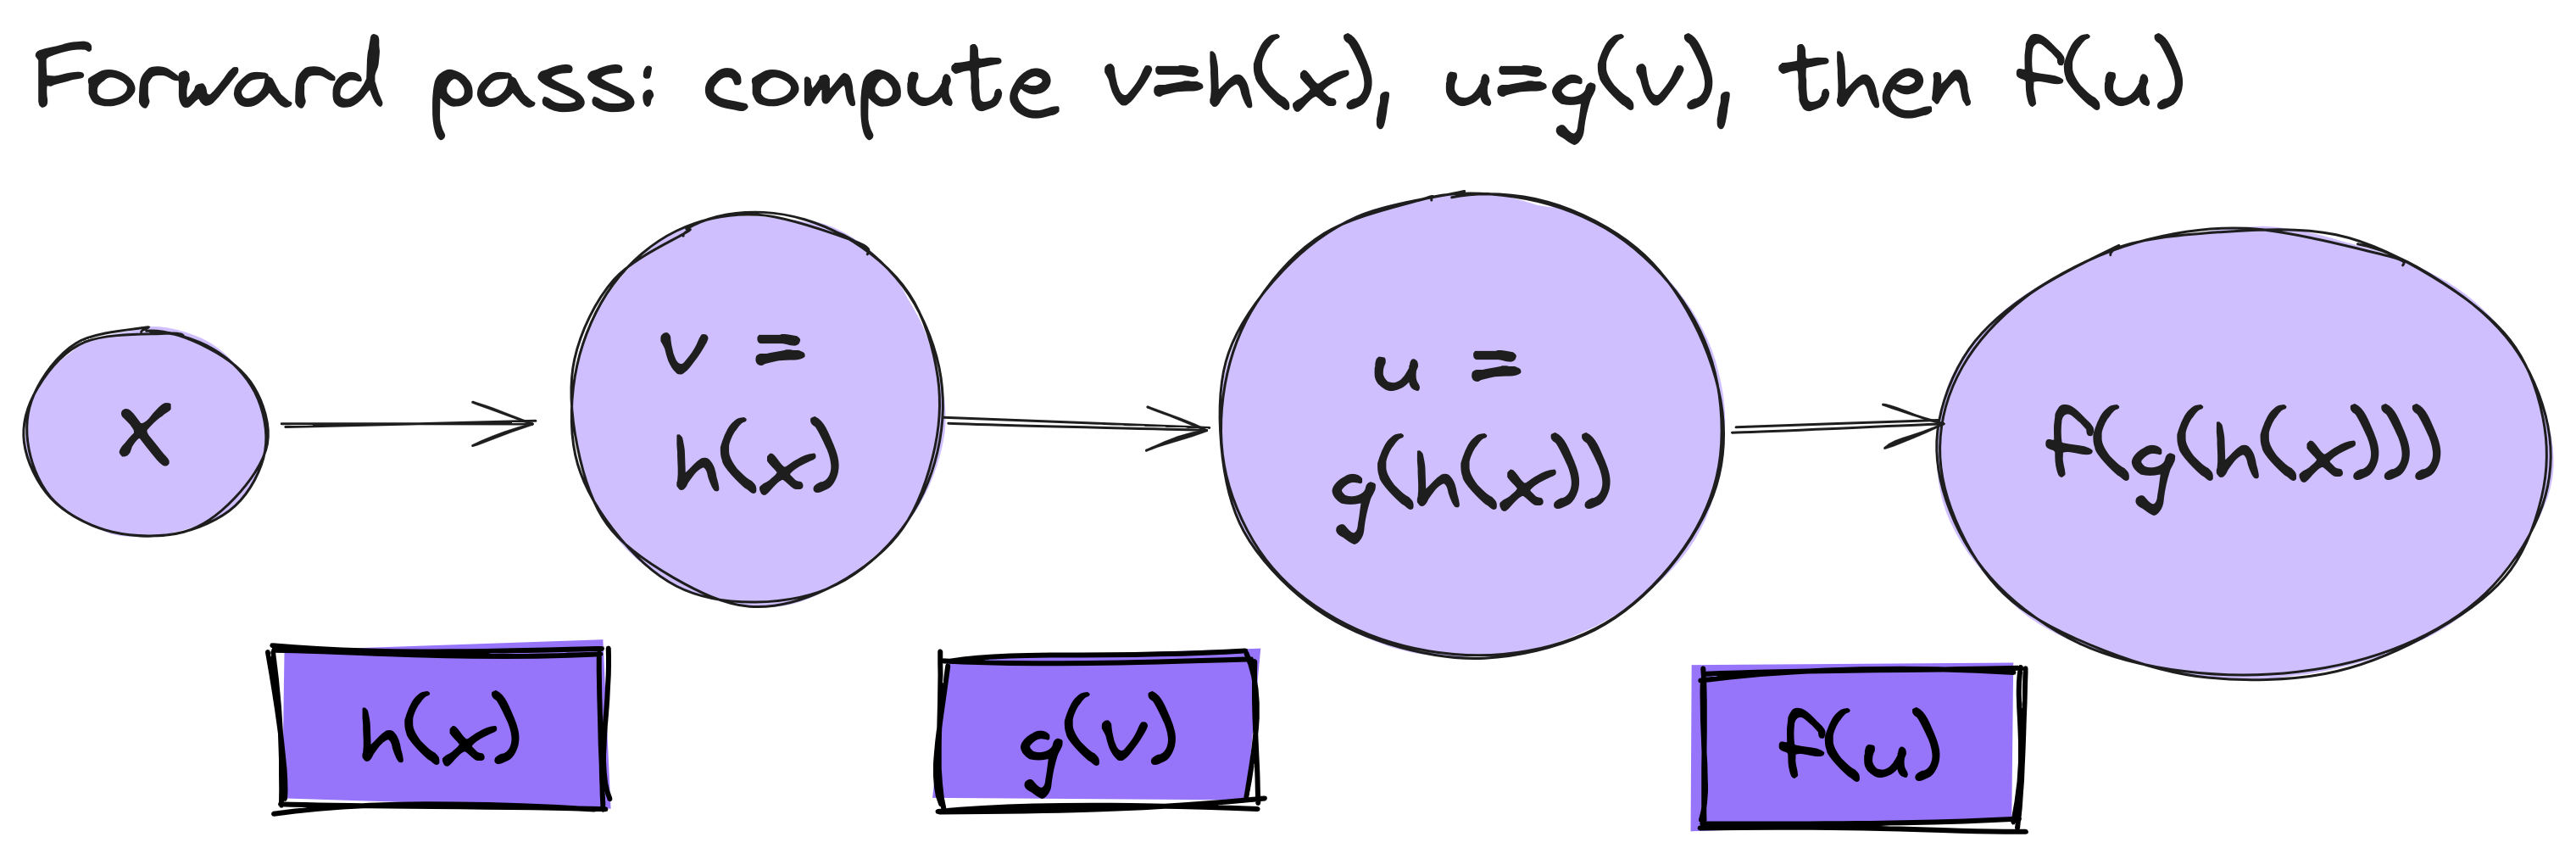 Forward pass: compute v=h(x), u=g(v), then f(u)
x
v =
h(x)
u =
g(h(x))
f(g(h(x)))
h(x)
g(v)
f(u)